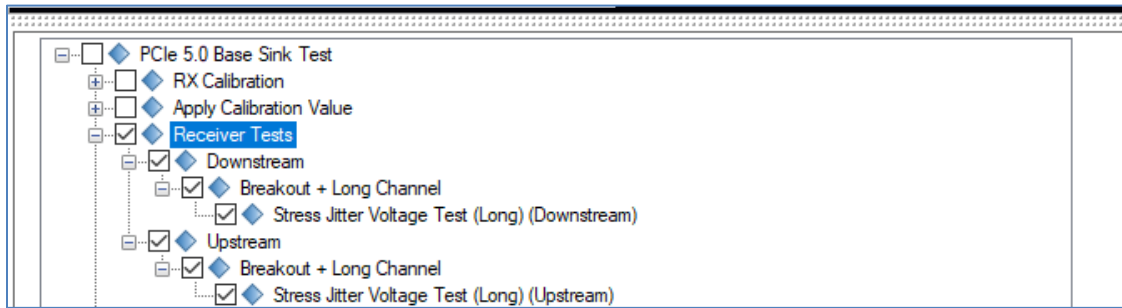 PCIe 5.0 Base Sink Test
RX Calibration
Apply Calibration Value
Receiver Tests
Downstream
Breakout + Long Channel
Stress Jitter Voltage Test (Long) (Downstream)
Upstream
Breakout + Long Channel
Stress Jitter Voltage Test (Long) (Upstream)